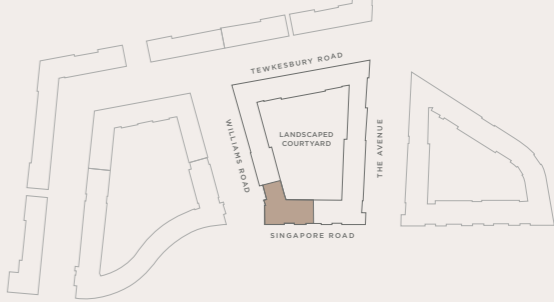 TEWKESBURY ROAD
WILLIAMS ROAD
LANDSCAPED
COURTYARD
THE AVENUE
SINGAPORE ROAD